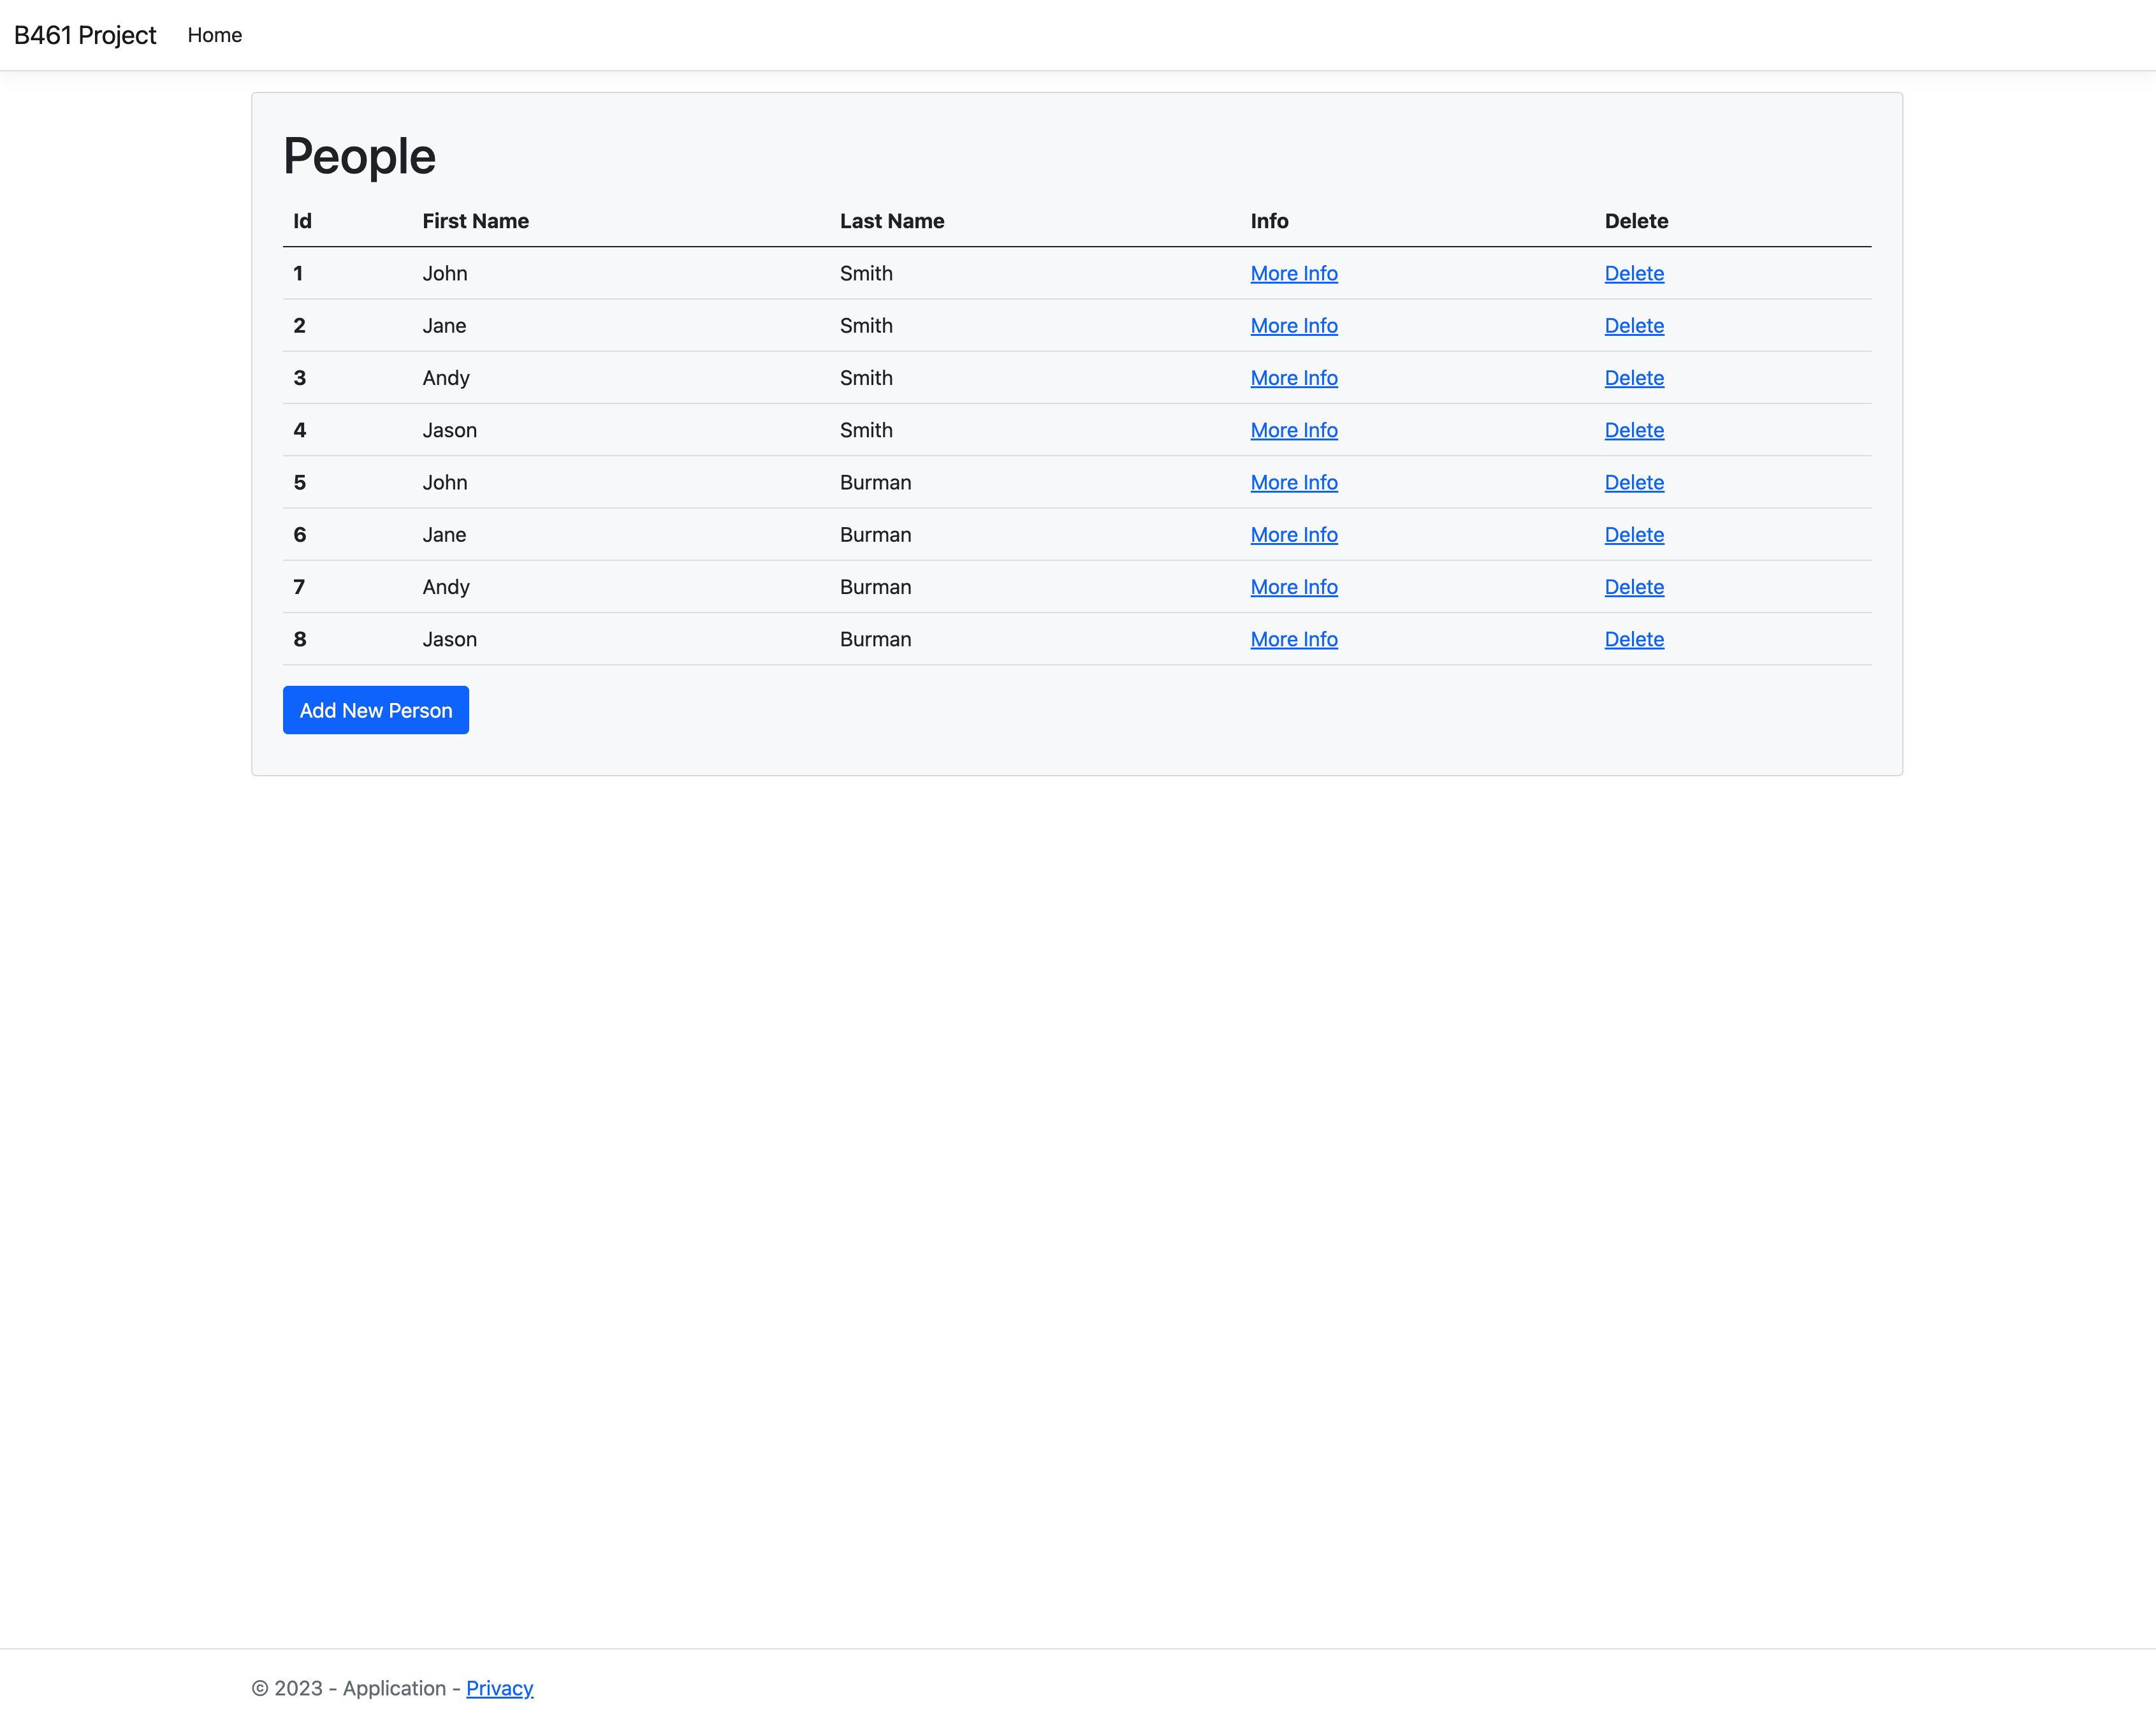 B461 Project Home
People
Id First Name Last Name Info Delete
1 John Smith More Info Delete
2 Jane Smith More Info Delete
3 Andy Smith More Info Delete
4 Jason Smith More Info Delete
5 John Burman More Info Delete
6 Jane Burman More Info Delete
7 Andy Burman More Info Delete
8 Jason Burman More Info Delete
Add New Person
© 2023 - Application - Privacy